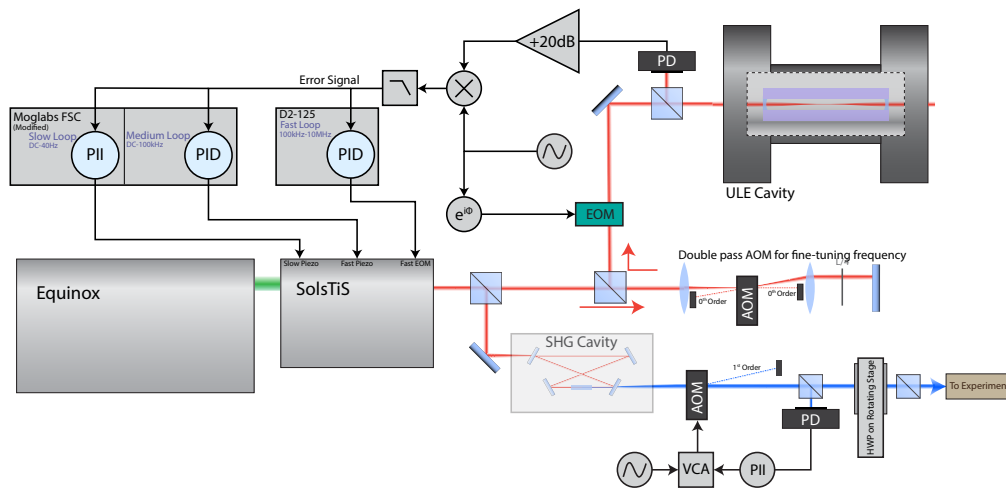 +20dB
PD
Error Signal
Moglabs FSC
(Modified)
Slow Loop
DC-40Hz
Medium Loop
DC-100kHz
D2-125
Fast Loop
100kHz-10MHz
PII
PID
PID
e^iΦ
EOM
ULE Cavity
Slow Piezo
Fast Piezo
Fast EOM
Equinox
SolsTiS
Double pass AOM for fine-tuning frequency
L/4
0th Order
AOM
0th Order
SHG Cavity
AOM
1st Order
PD
HWP on Rotating Stage
To Experimen
VCA
PII